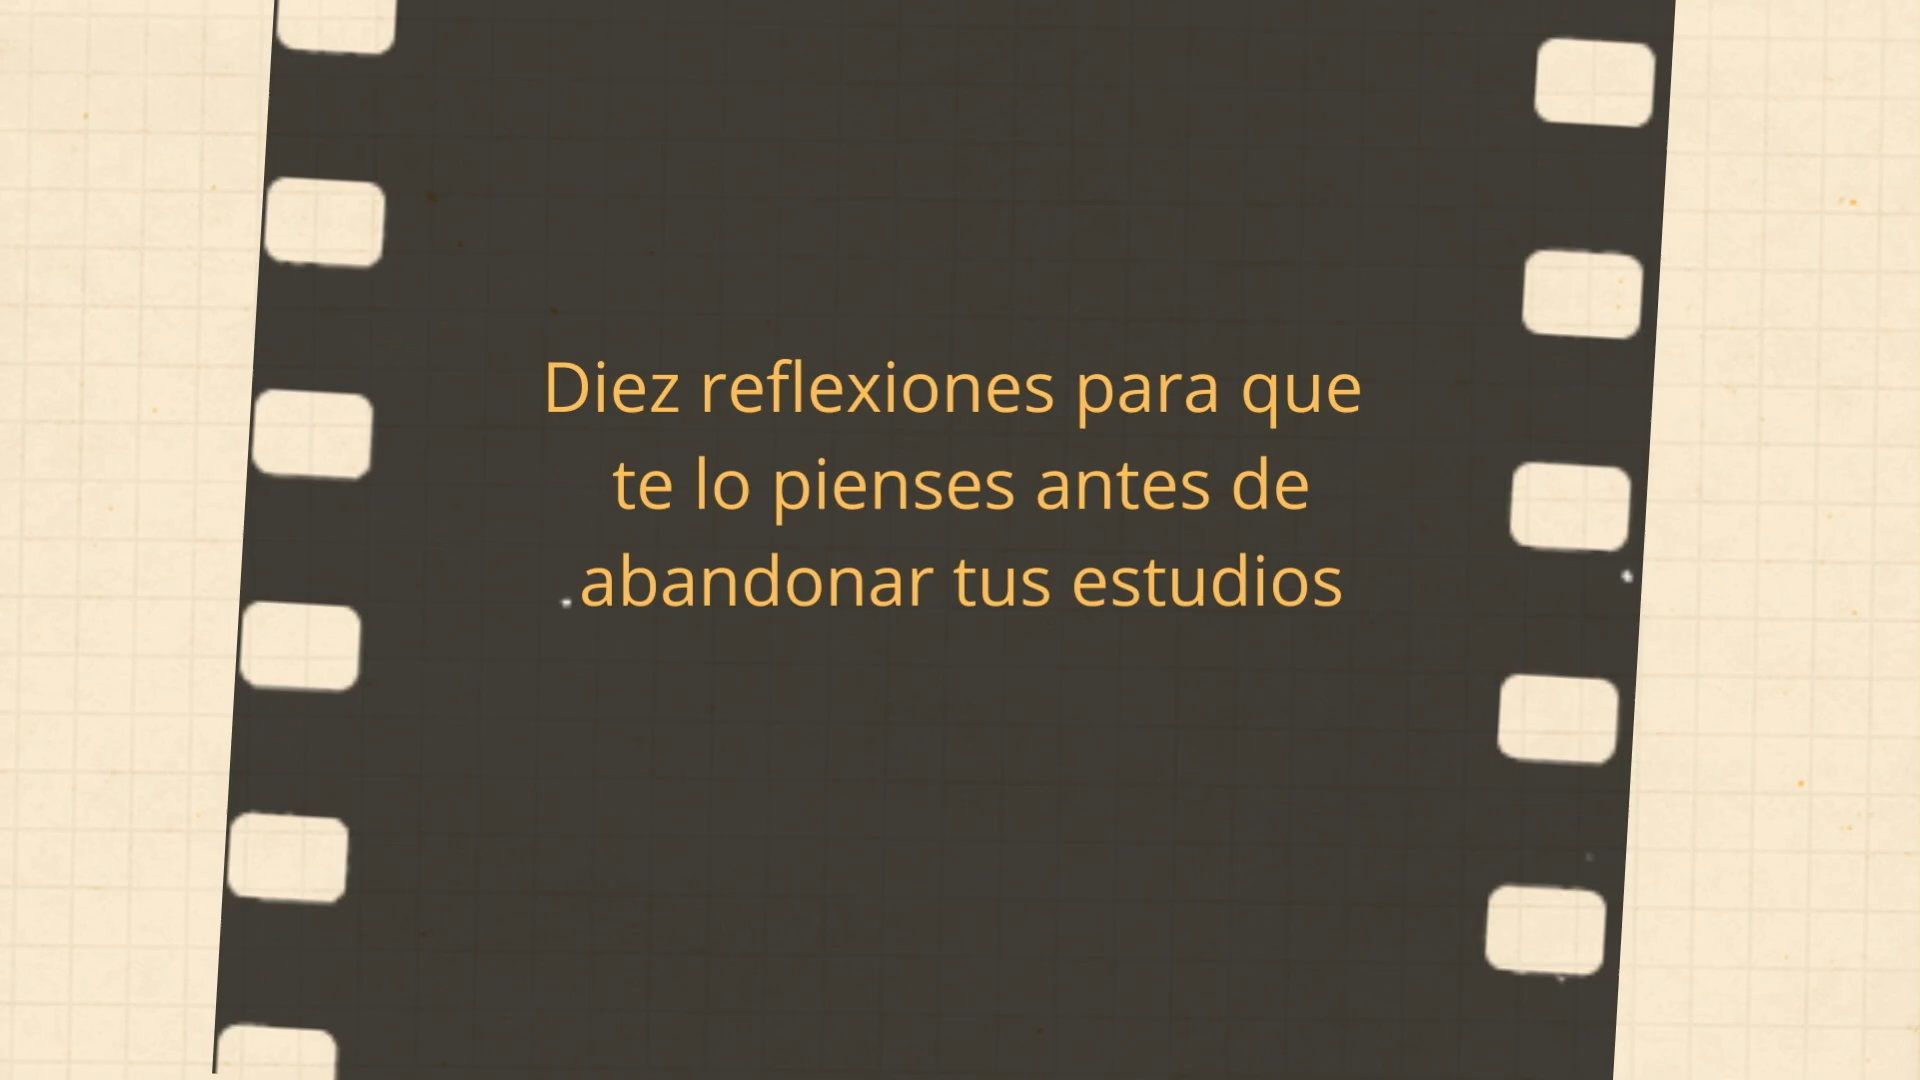 Diez reflexiones para que
te lo pienses antes de
abandonar tus estudios